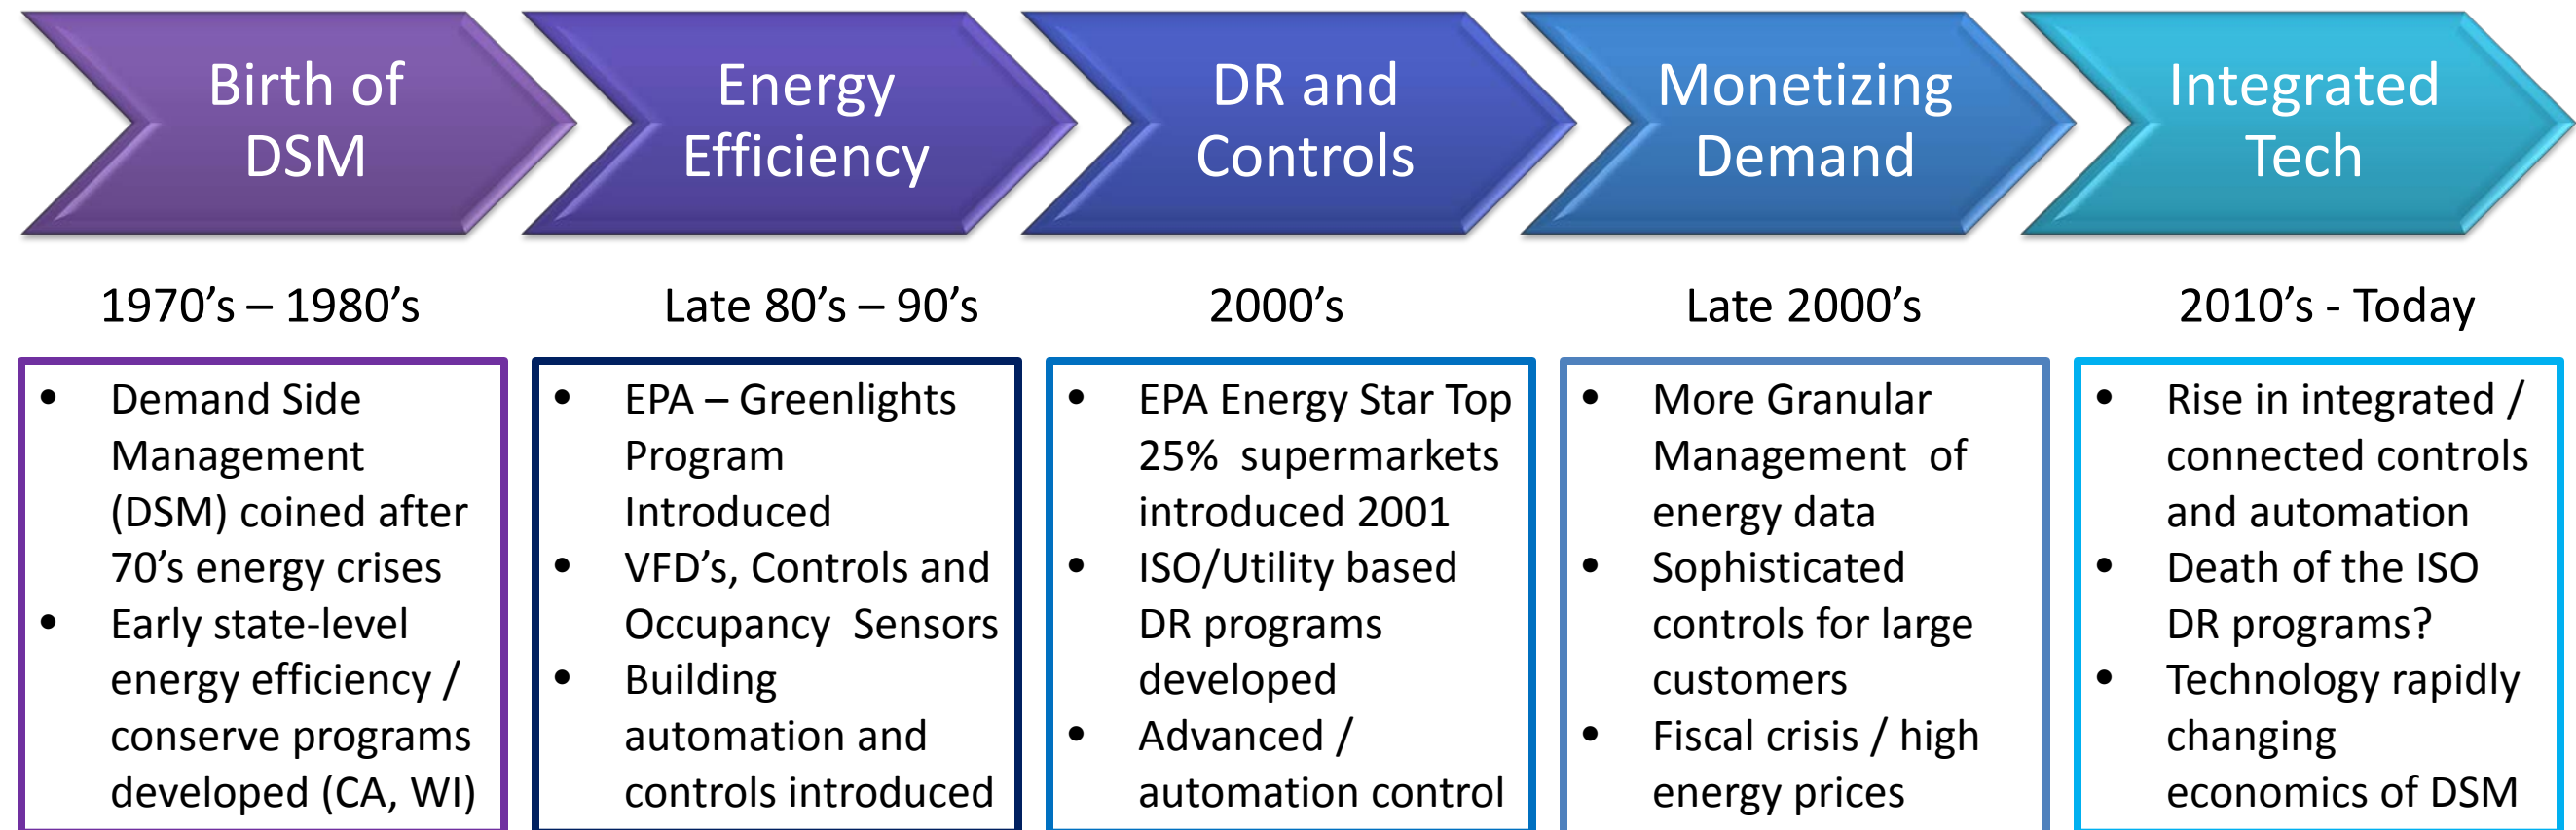 Birth of
DSM
Energy
Efficiency
DR and
Controls
Monetizing
Demand
Integrated
Tech
1970’s – 1980’s
Late 80’s – 90’s
2000’s
Late 2000’s
2010’s - Today
• Demand Side
Management
(DSM) coined after
70’s energy crises
• Early state-level
energy efficiency /
conserve programs
developed (CA, WI)
• EPA – Greenlights
Program
Introduced
• VFD’s, Controls and
Occupancy Sensors
• Building
automation and
controls introduced
• EPA Energy Star Top
25% supermarkets
introduced 2001
• ISO/Utility based
DR programs
developed
• Advanced /
automation control
• More Granular
Management of
energy data
• Sophisticated
controls for large
customers
• Fiscal crisis / high
energy prices
• Rise in integrated /
connected controls
and automation
• Death of the ISO
DR programs?
• Technology rapidly
changing
economics of DSM